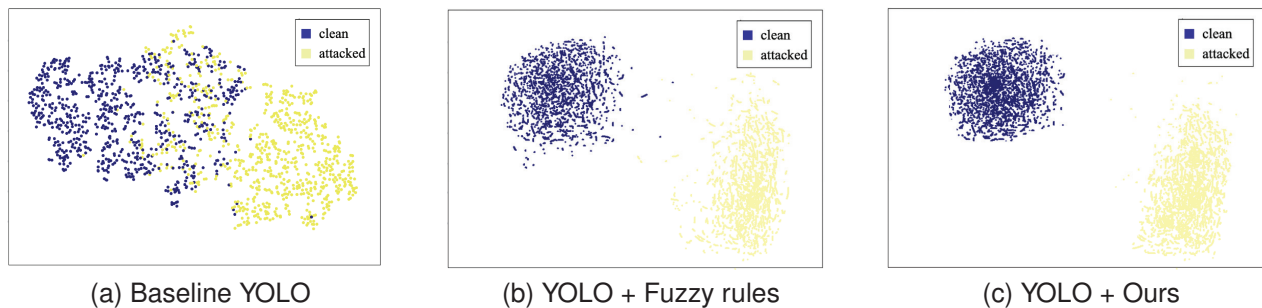 clean
attacked
clean
attacked
clean
attacked
(a) Baseline YOLO
(b) YOLO + Fuzzy rules
(c) YOLO + Ours